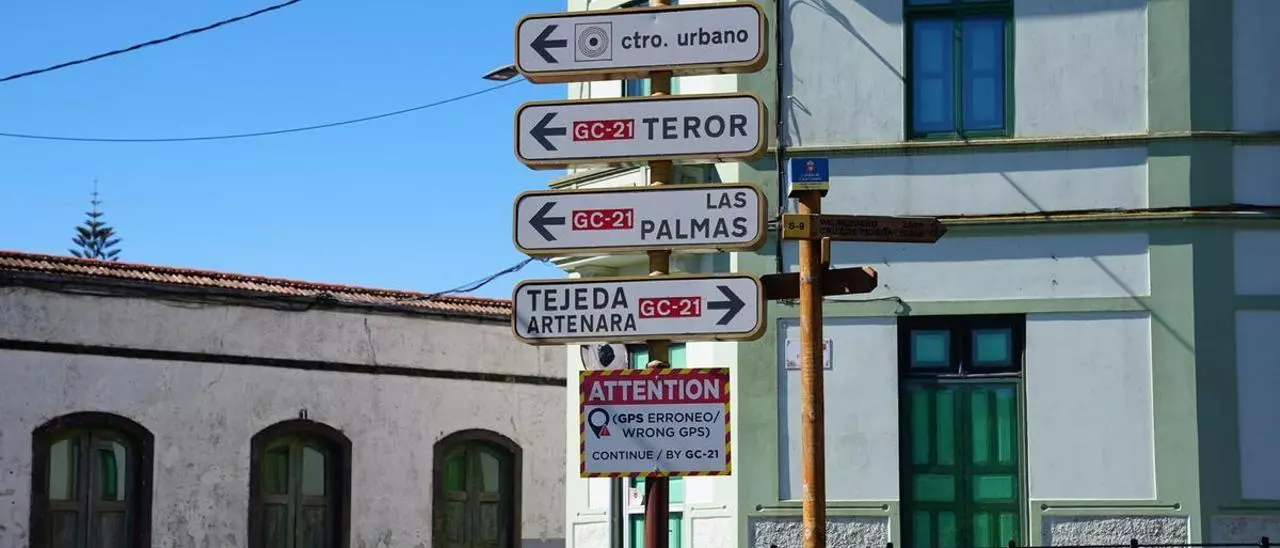 ctro. urbano
GC-21 TEROR
LAS
GC-21 PALMAS
TEJEDA GC-21
ARTENARA
ATTENTION
(GPS ERRONEO/
WRONG GPS)
CONTINUE / BY GC-21
S-9